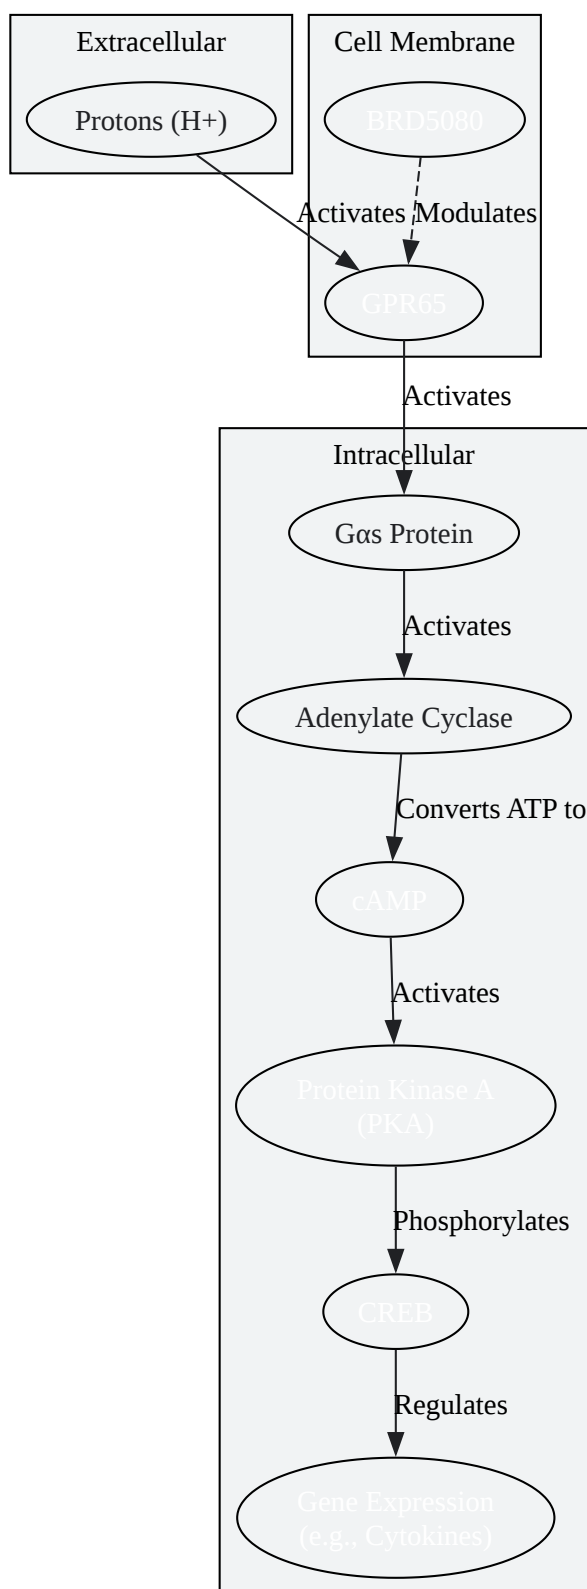 Extracellular
Cell Membrane
Protons (H+)
BRD5080
Activates
Modulates
GPR65
Activates
Intracellular
Gαs Protein
Activates
Adenylate Cyclase
Converts ATP to
cAMP
Activates
Protein Kinase A
(PKA)
Phosphorylates
CREB
Regulates
Gene Expression
(e.g., Cytokines)